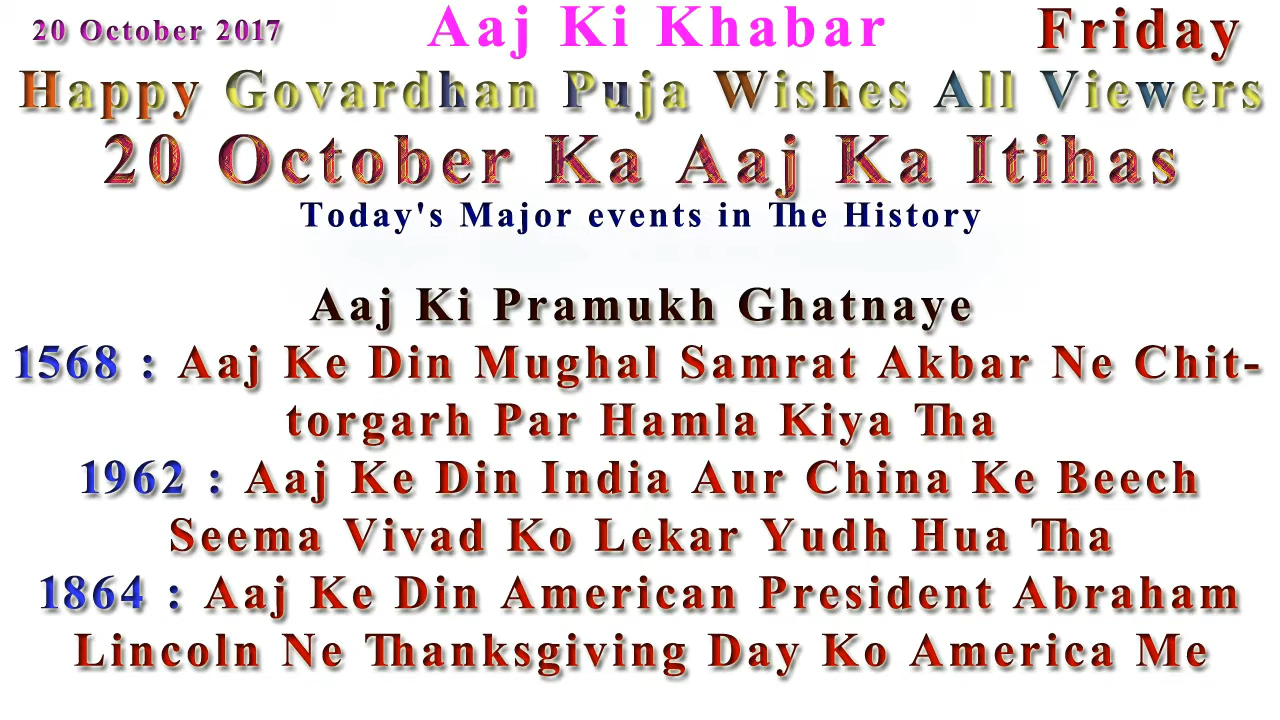 20 October 2017 Aaj Ki Khabar Friday
Happy Govardhan Puja Wishes All Viewers
20 October Ka Aaj Ka Itihas
Today's Major events in The History
Aaj Ki Pramukh Ghatnaye
1568 : Aaj Ke Din Mughal Samrat Akbar Ne Chit-
torgarh Par Hamla Kiya Tha
1962 : Aaj Ke Din India Aur China Ke Beech
Seema Vivad Ko Lekar Yudh Hua Tha
1864 : Aaj Ke Din American President Abraham
Lincoln Ne Thanksgiving Day Ko America Me